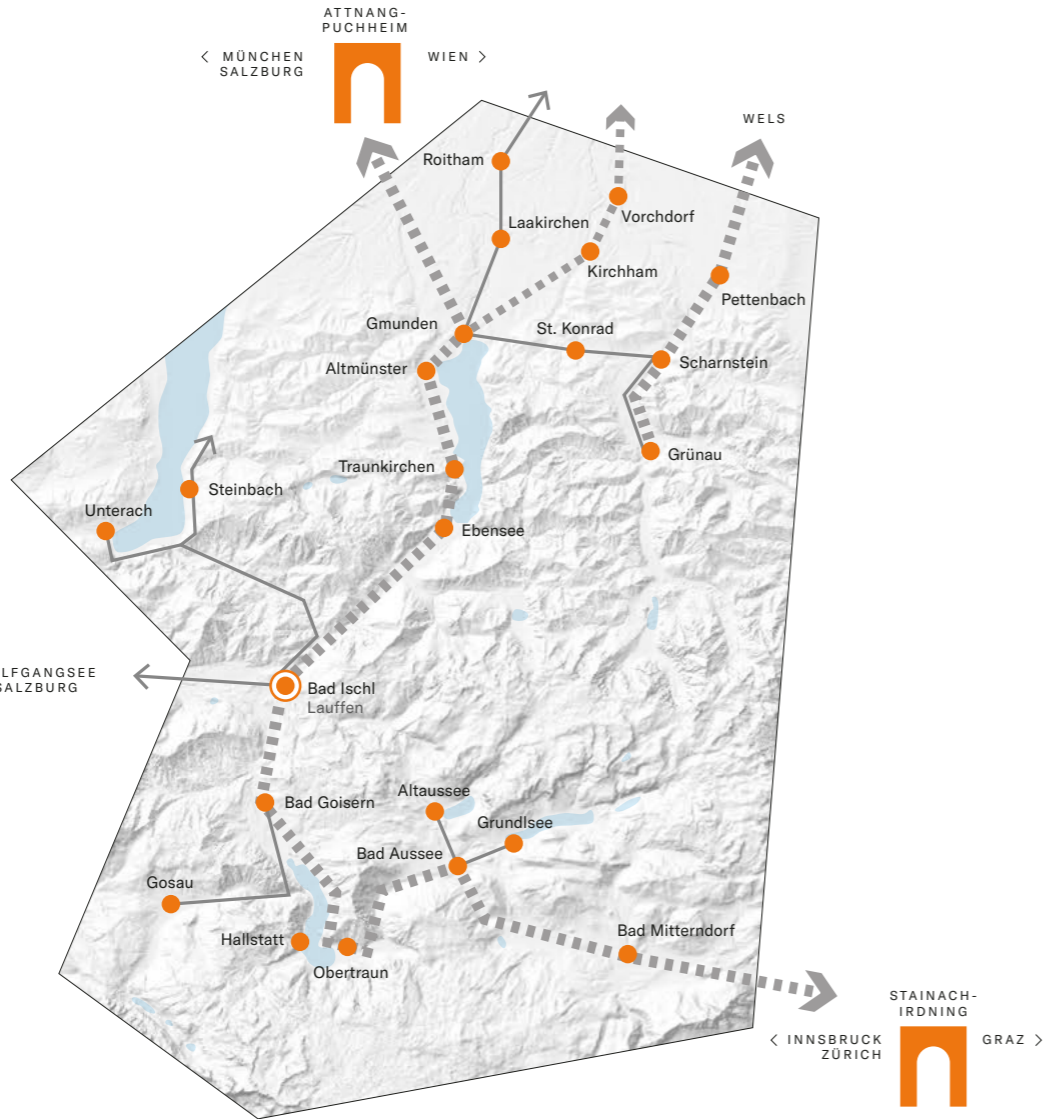 ATTNANG-
PUCHHEIM
< MÜNCHEN
SALZBURG
WIEN >
WELS
Roitham
Vorchdorf
Laakirchen
Kirchham
Pettenbach
Gmunden
St. Konrad
Scharnstein
Altmünster
Grünau
Traunkirchen
Steinbach
Unterach
Ebensee
LFGANGSEE
SALZBURG
Bad Ischl
Lauffen
Bad Goisern
Altaussee
Grundlsee
Bad Aussee
Gosau
Hallstatt
Obertraun
Bad Mitterndorf
STAINACH-
IRDNING
< INNSBRUCK
ZÜRICH
GRAZ >